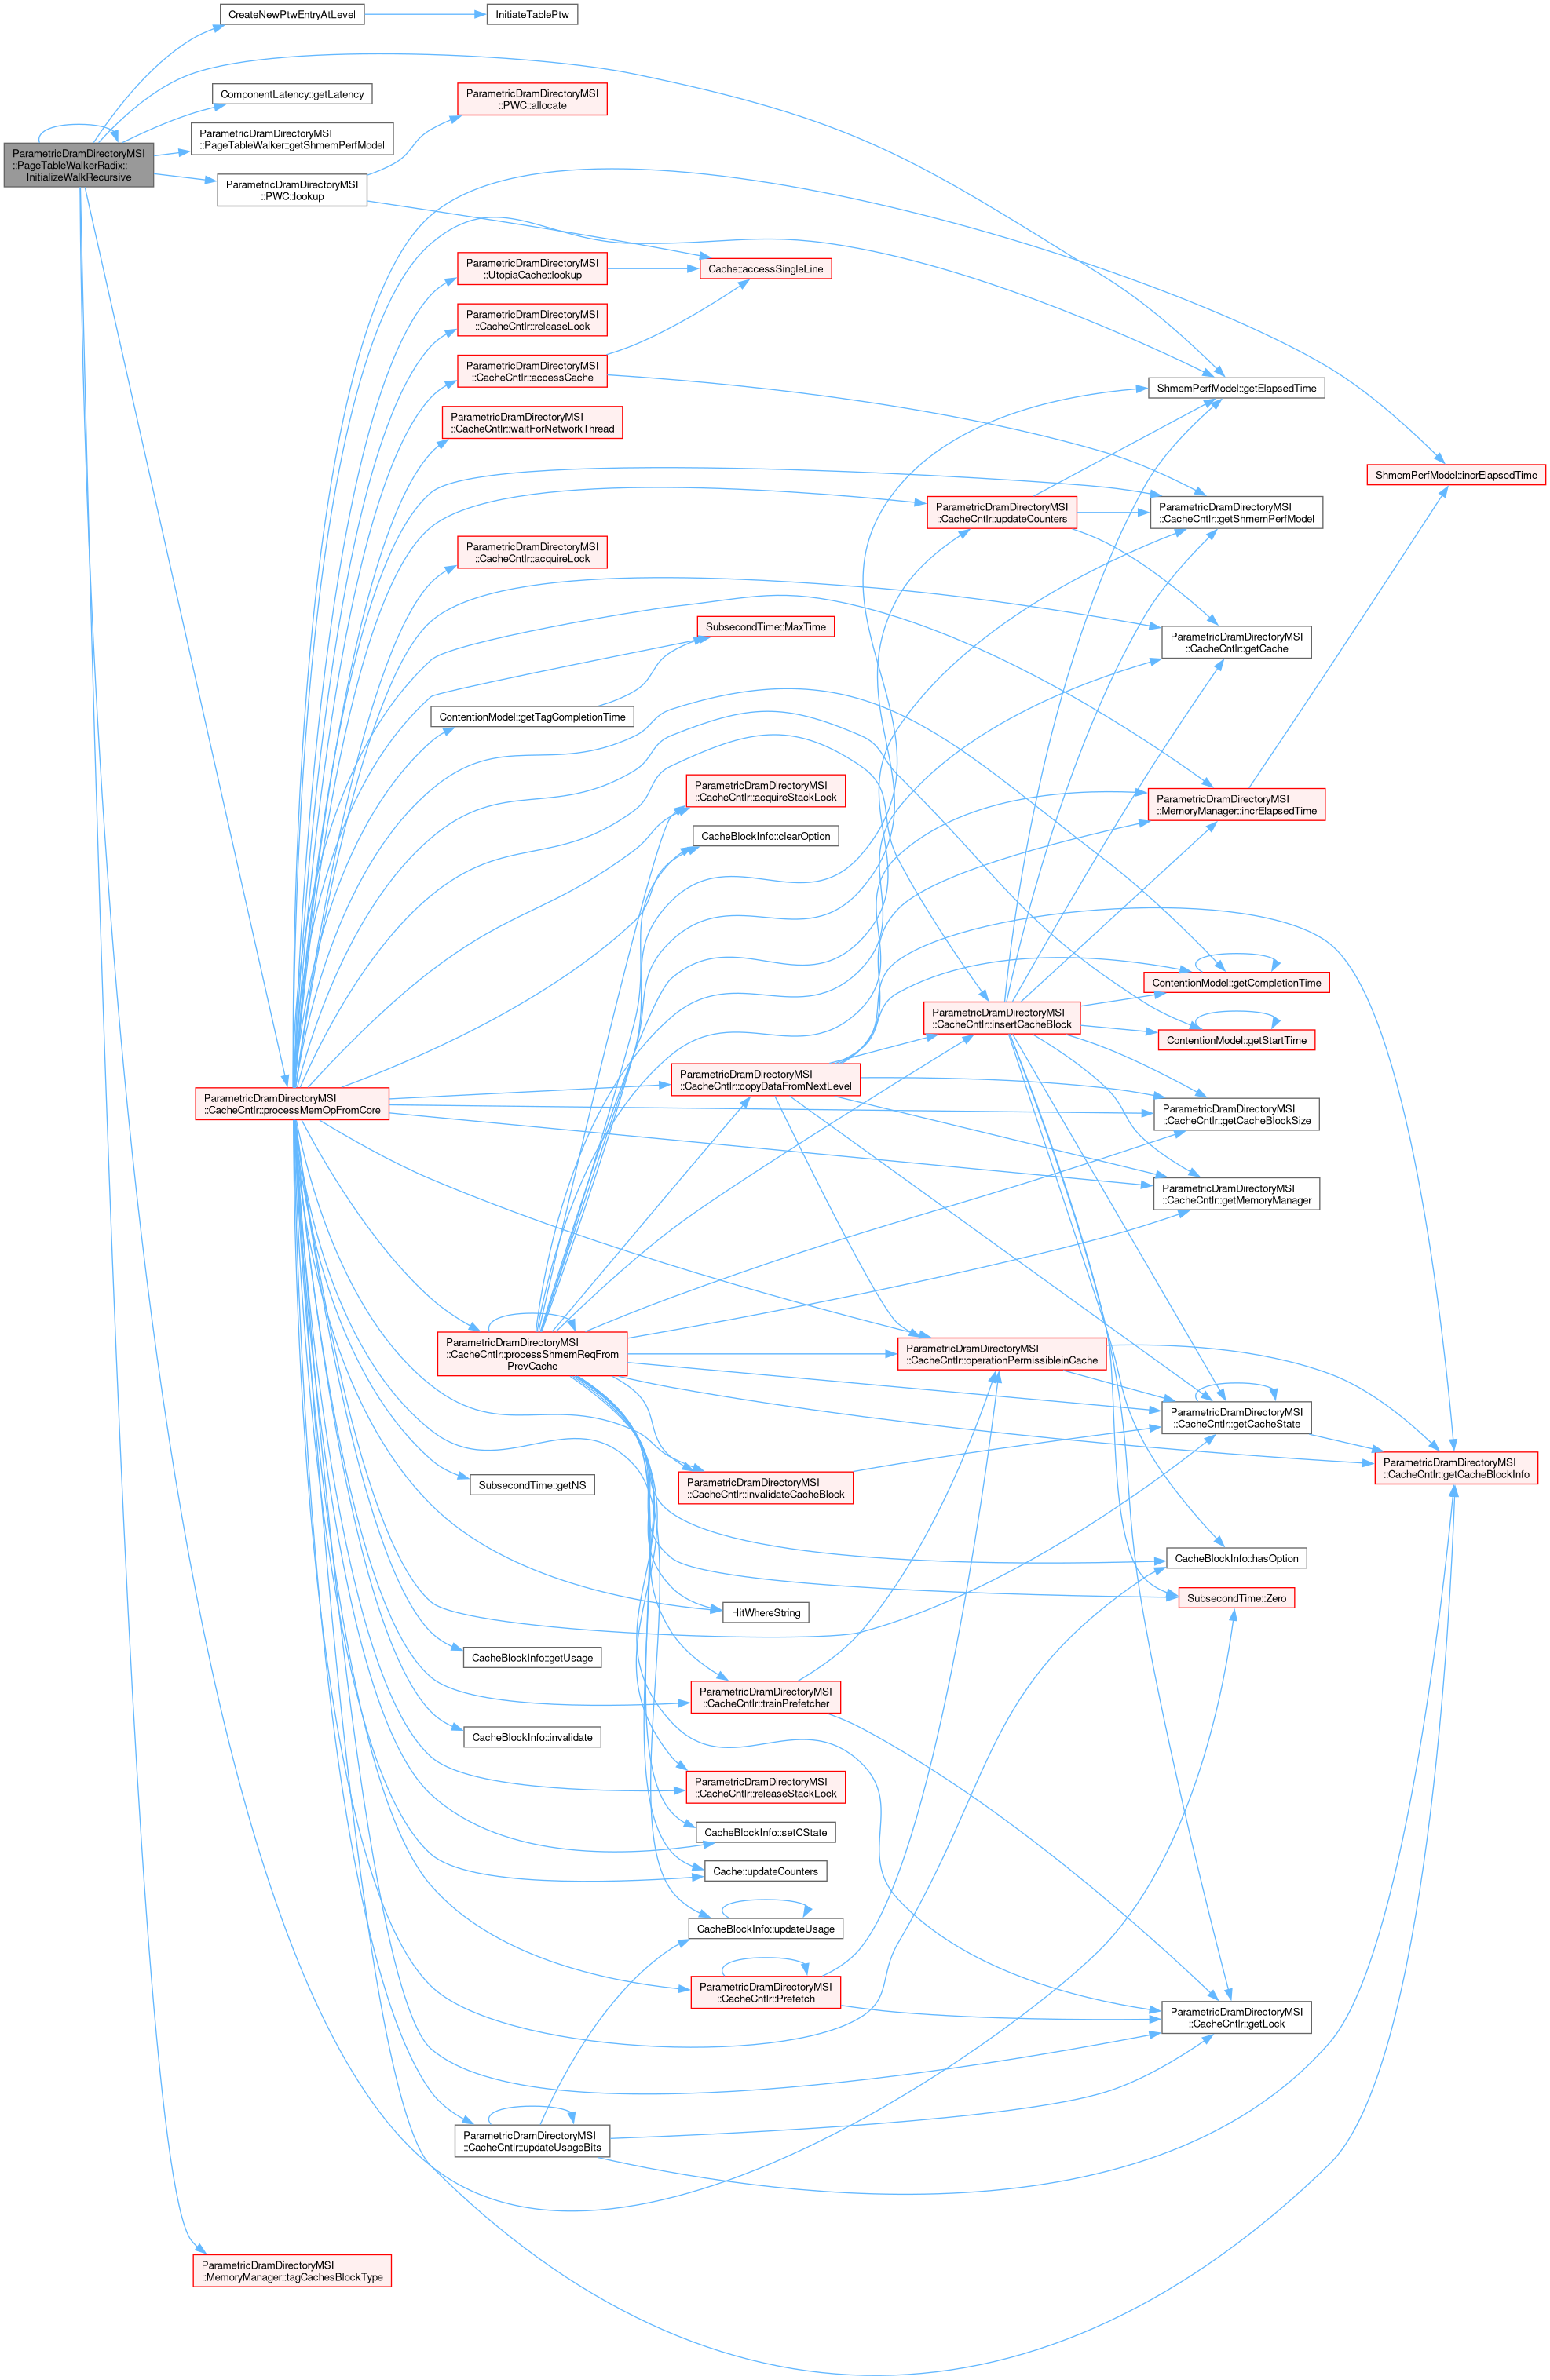 CreateNewPtwEntryAtLevel
InitiateTablePtw
ComponentLatency::getLatency
ParametricDramDirectoryMSI
::PWC::allocate
ParametricDramDirectoryMSI
::PageTableWalker::getShmemPerfModel
ParametricDramDirectoryMSI
::PageTableWalkerRadix::
InitializeWalkRecursive
ParametricDramDirectoryMSI
::PWC::lookup
ParametricDramDirectoryMSI
::UtopiaCache::lookup
Cache::accessSingleLine
ParametricDramDirectoryMSI
::CacheCntlr::releaseLock
ParametricDramDirectoryMSI
::CacheCntlr::accessCache
ShmemPerfModel::getElapsedTime
ParametricDramDirectoryMSI
::CacheCntlr::waitForNetworkThread
ShmemPerfModel::incrElapsedTime
ParametricDramDirectoryMSI
::CacheCntlr::updateCounters
ParametricDramDirectoryMSI
::CacheCntlr::getShmemPerfModel
ParametricDramDirectoryMSI
::CacheCntlr::acquireLock
SubsecondTime::MaxTime
ParametricDramDirectoryMSI
::CacheCntlr::getCache
ContentionModel::getTagCompletionTime
ParametricDramDirectoryMSI
::CacheCntlr::acquireStackLock
ParametricDramDirectoryMSI
::MemoryManager::incrElapsedTime
CacheBlockInfo::clearOption
ContentionModel::getCompletionTime
ParametricDramDirectoryMSI
::CacheCntlr::insertCacheBlock
ContentionModel::getStartTime
ParametricDramDirectoryMSI
::CacheCntlr::copyDataFromNextLevel
ParametricDramDirectoryMSI
::CacheCntlr::processMemOpFromCore
ParametricDramDirectoryMSI
::CacheCntlr::getCacheBlockSize
ParametricDramDirectoryMSI
::CacheCntlr::getMemoryManager
ParametricDramDirectoryMSI
::CacheCntlr::processShmemReqFrom
PrevCache
ParametricDramDirectoryMSI
::CacheCntlr::operationPermissibleinCache
ParametricDramDirectoryMSI
::CacheCntlr::getCacheState
ParametricDramDirectoryMSI
::CacheCntlr::getCacheBlockInfo
SubsecondTime::getNS
ParametricDramDirectoryMSI
::CacheCntlr::invalidateCacheBlock
CacheBlockInfo::hasOption
SubsecondTime::Zero
HitWhereString
CacheBlockInfo::getUsage
ParametricDramDirectoryMSI
::CacheCntlr::trainPrefetcher
CacheBlockInfo::invalidate
ParametricDramDirectoryMSI
::CacheCntlr::releaseStackLock
CacheBlockInfo::setCState
Cache::updateCounters
CacheBlockInfo::updateUsage
ParametricDramDirectoryMSI
::CacheCntlr::Prefetch
ParametricDramDirectoryMSI
::CacheCntlr::getLock
ParametricDramDirectoryMSI
::CacheCntlr::updateUsageBits
ParametricDramDirectoryMSI
::MemoryManager::tagCachesBlockType